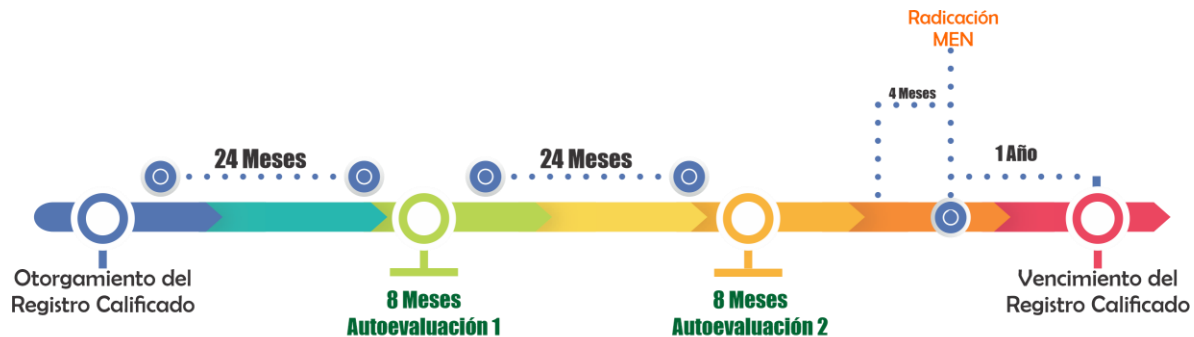 Radicación
MEN
4 Meses
24 Meses
24 Meses
1 Año
Otorgamiento del
Registro Calificado
8 Meses
Autoevaluación 1
8 Meses
Autoevaluación 2
Vencimiento del
Registro Calificado